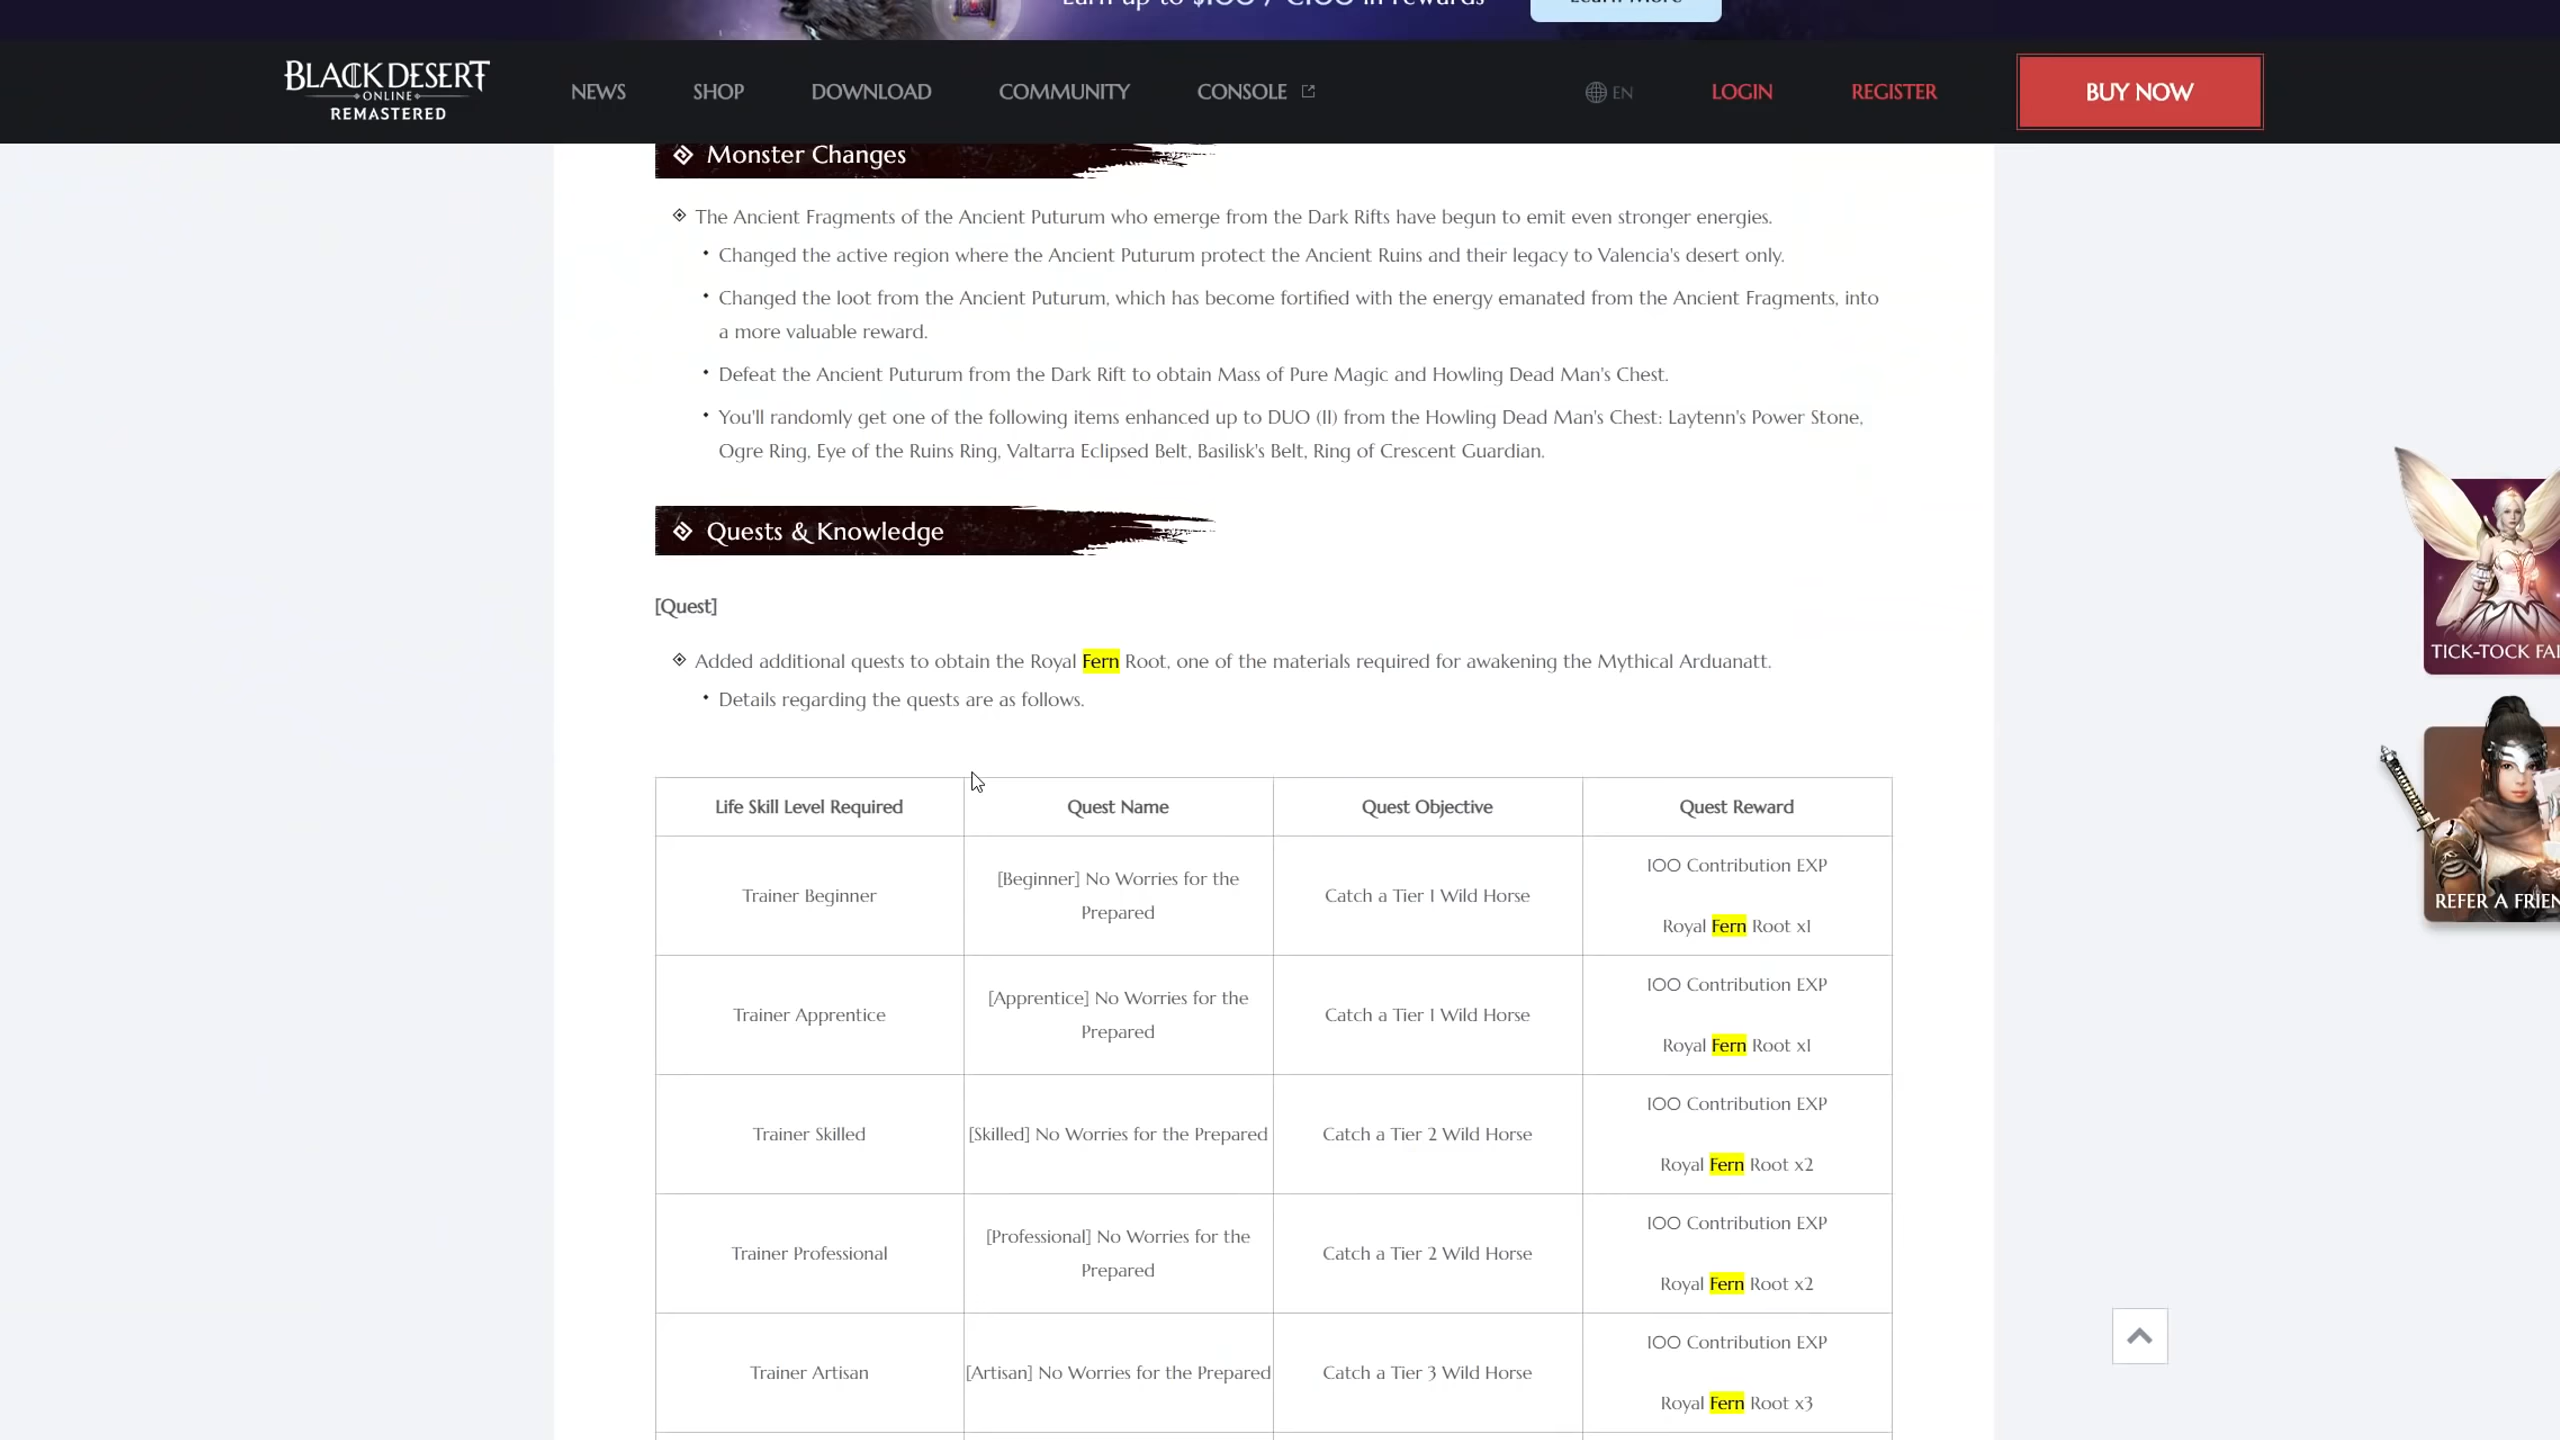 Earn up to $100 / €100 in rewards
Learn More
BLACK DESERT
ONLINE
REMASTERED
NEWS
SHOP
DOWNLOAD
COMMUNITY
CONSOLE
EN
LOGIN
REGISTER
BUY NOW
Monster Changes
The Ancient Fragments of the Ancient Puturum who emerge from the Dark Rifts have begun to emit even stronger energies.
Changed the active region where the Ancient Puturum protect the Ancient Ruins and their legacy to Valencia's desert only.
Changed the loot from the Ancient Puturum, which has become fortified with the energy emanated from the Ancient Fragments, into
a more valuable reward.
Defeat the Ancient Puturum from the Dark Rift to obtain Mass of Pure Magic and Howling Dead Man's Chest.
You'll randomly get one of the following items enhanced up to DUO (II) from the Howling Dead Man's Chest: Laytenn's Power Stone,
Ogre Ring, Eye of the Ruins Ring, Valtarra Eclipsed Belt, Basilisk's Belt, Ring of Crescent Guardian.
Quests & Knowledge
[Quest]
Added additional quests to obtain the Royal Fern Root, one of the materials required for awakening the Mythical Arduanatt.
Details regarding the quests are as follows.
Life Skill Level Required
Quest Name
Quest Objective
Quest Reward
Trainer Beginner
[Beginner] No Worries for the
Prepared
Catch a Tier 1 Wild Horse
100 Contribution EXP
Royal Fern Root x1
Trainer Apprentice
[Apprentice] No Worries for the
Prepared
Catch a Tier 1 Wild Horse
100 Contribution EXP
Royal Fern Root x1
Trainer Skilled
[Skilled] No Worries for the Prepared
Catch a Tier 2 Wild Horse
100 Contribution EXP
Royal Fern Root x2
Trainer Professional
[Professional] No Worries for the
Prepared
Catch a Tier 2 Wild Horse
100 Contribution EXP
Royal Fern Root x2
Trainer Artisan
[Artisan] No Worries for the Prepared
Catch a Tier 3 Wild Horse
100 Contribution EXP
Royal Fern Root x3
TICK-TOCK FAI
REFER A FRIEN